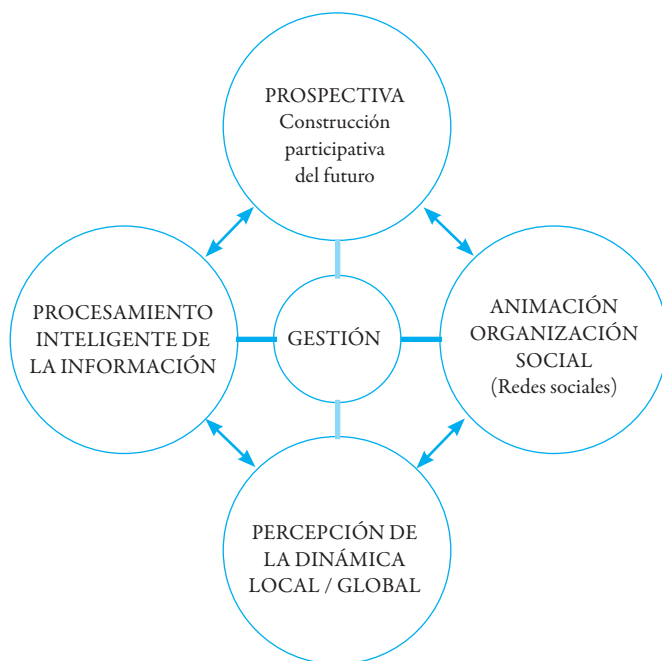 PROSPECTIVA
Construcción
participativa
del futuro
PROCESAMIENTO
INTELIGENTE DE
LA INFORMACIÓN
GESTIÓN
ANIMACIÓN
ORGANIZACIÓN
SOCIAL
(Redes sociales)
PERCEPCIÓN DE
LA DINÁMICA
LOCAL / GLOBAL